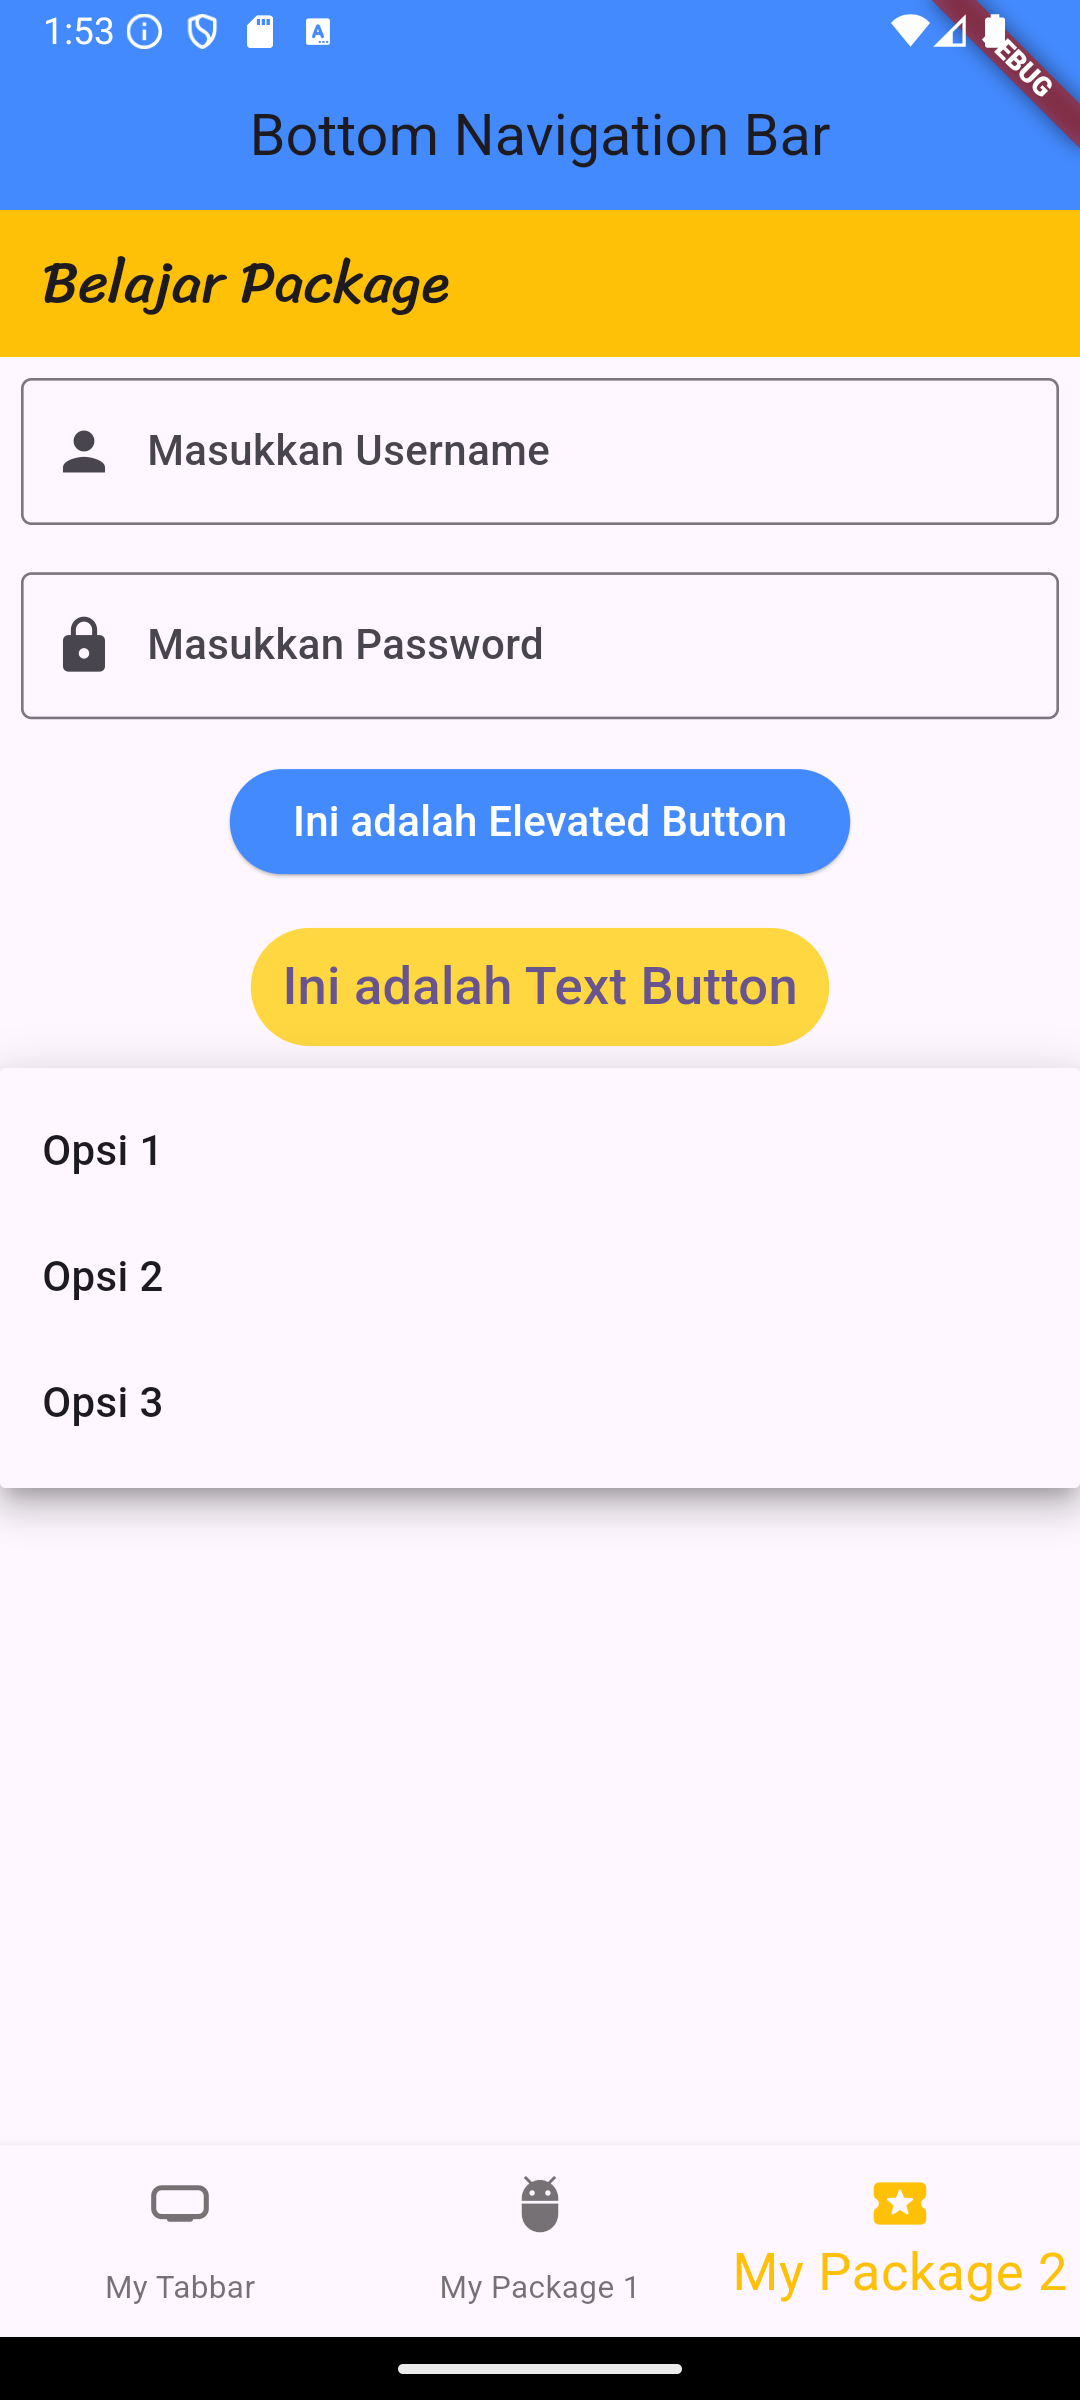 1:53
EBUG
Bottom Navigation Bar
Belajar Package
Masukkan Username
Masukkan Password
Ini adalah Elevated Button
Ini adalah Text Button
Opsi 1
Opsi 2
Opsi 3
My Tabbar
My Package 1
My Package 2